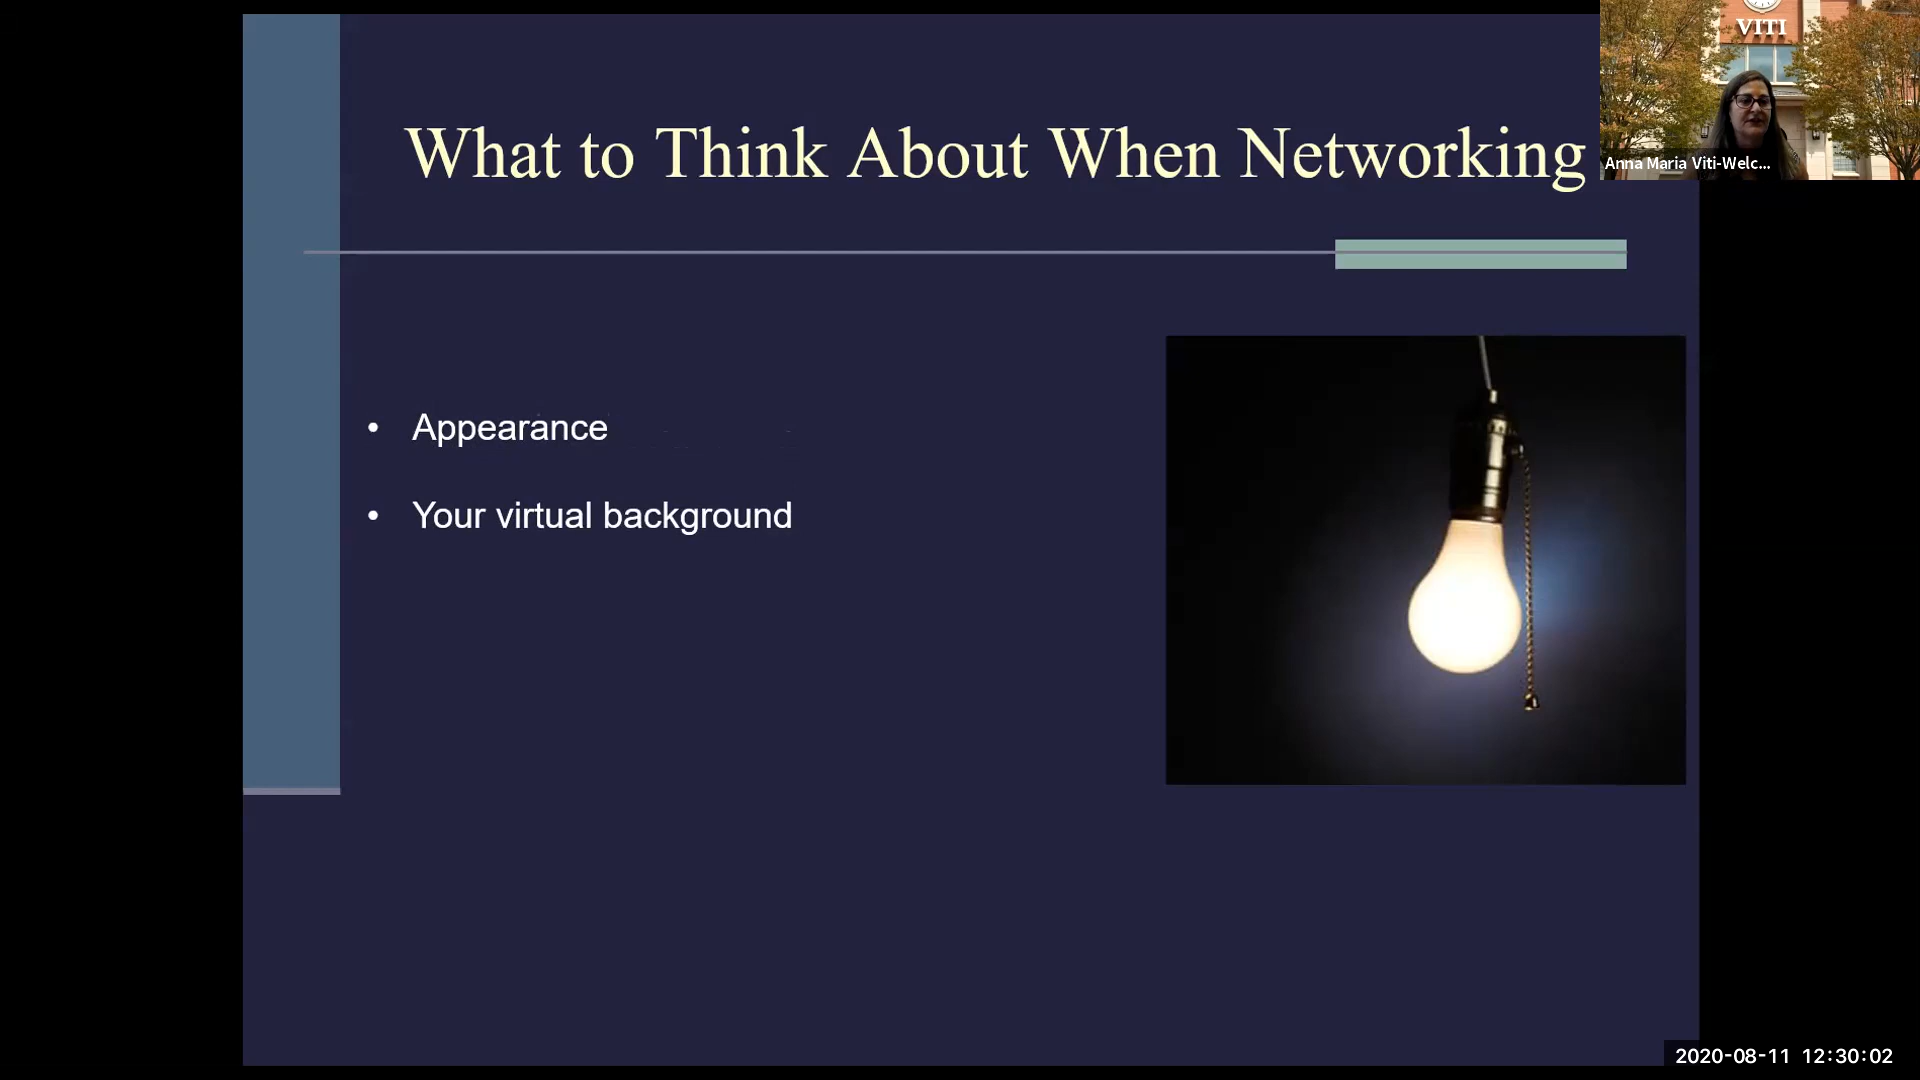 VITI
What to Think About When Networking
Anna Maria Viti-Welc...
• Appearance
• Your virtual background
2020-08-11 12:30:02